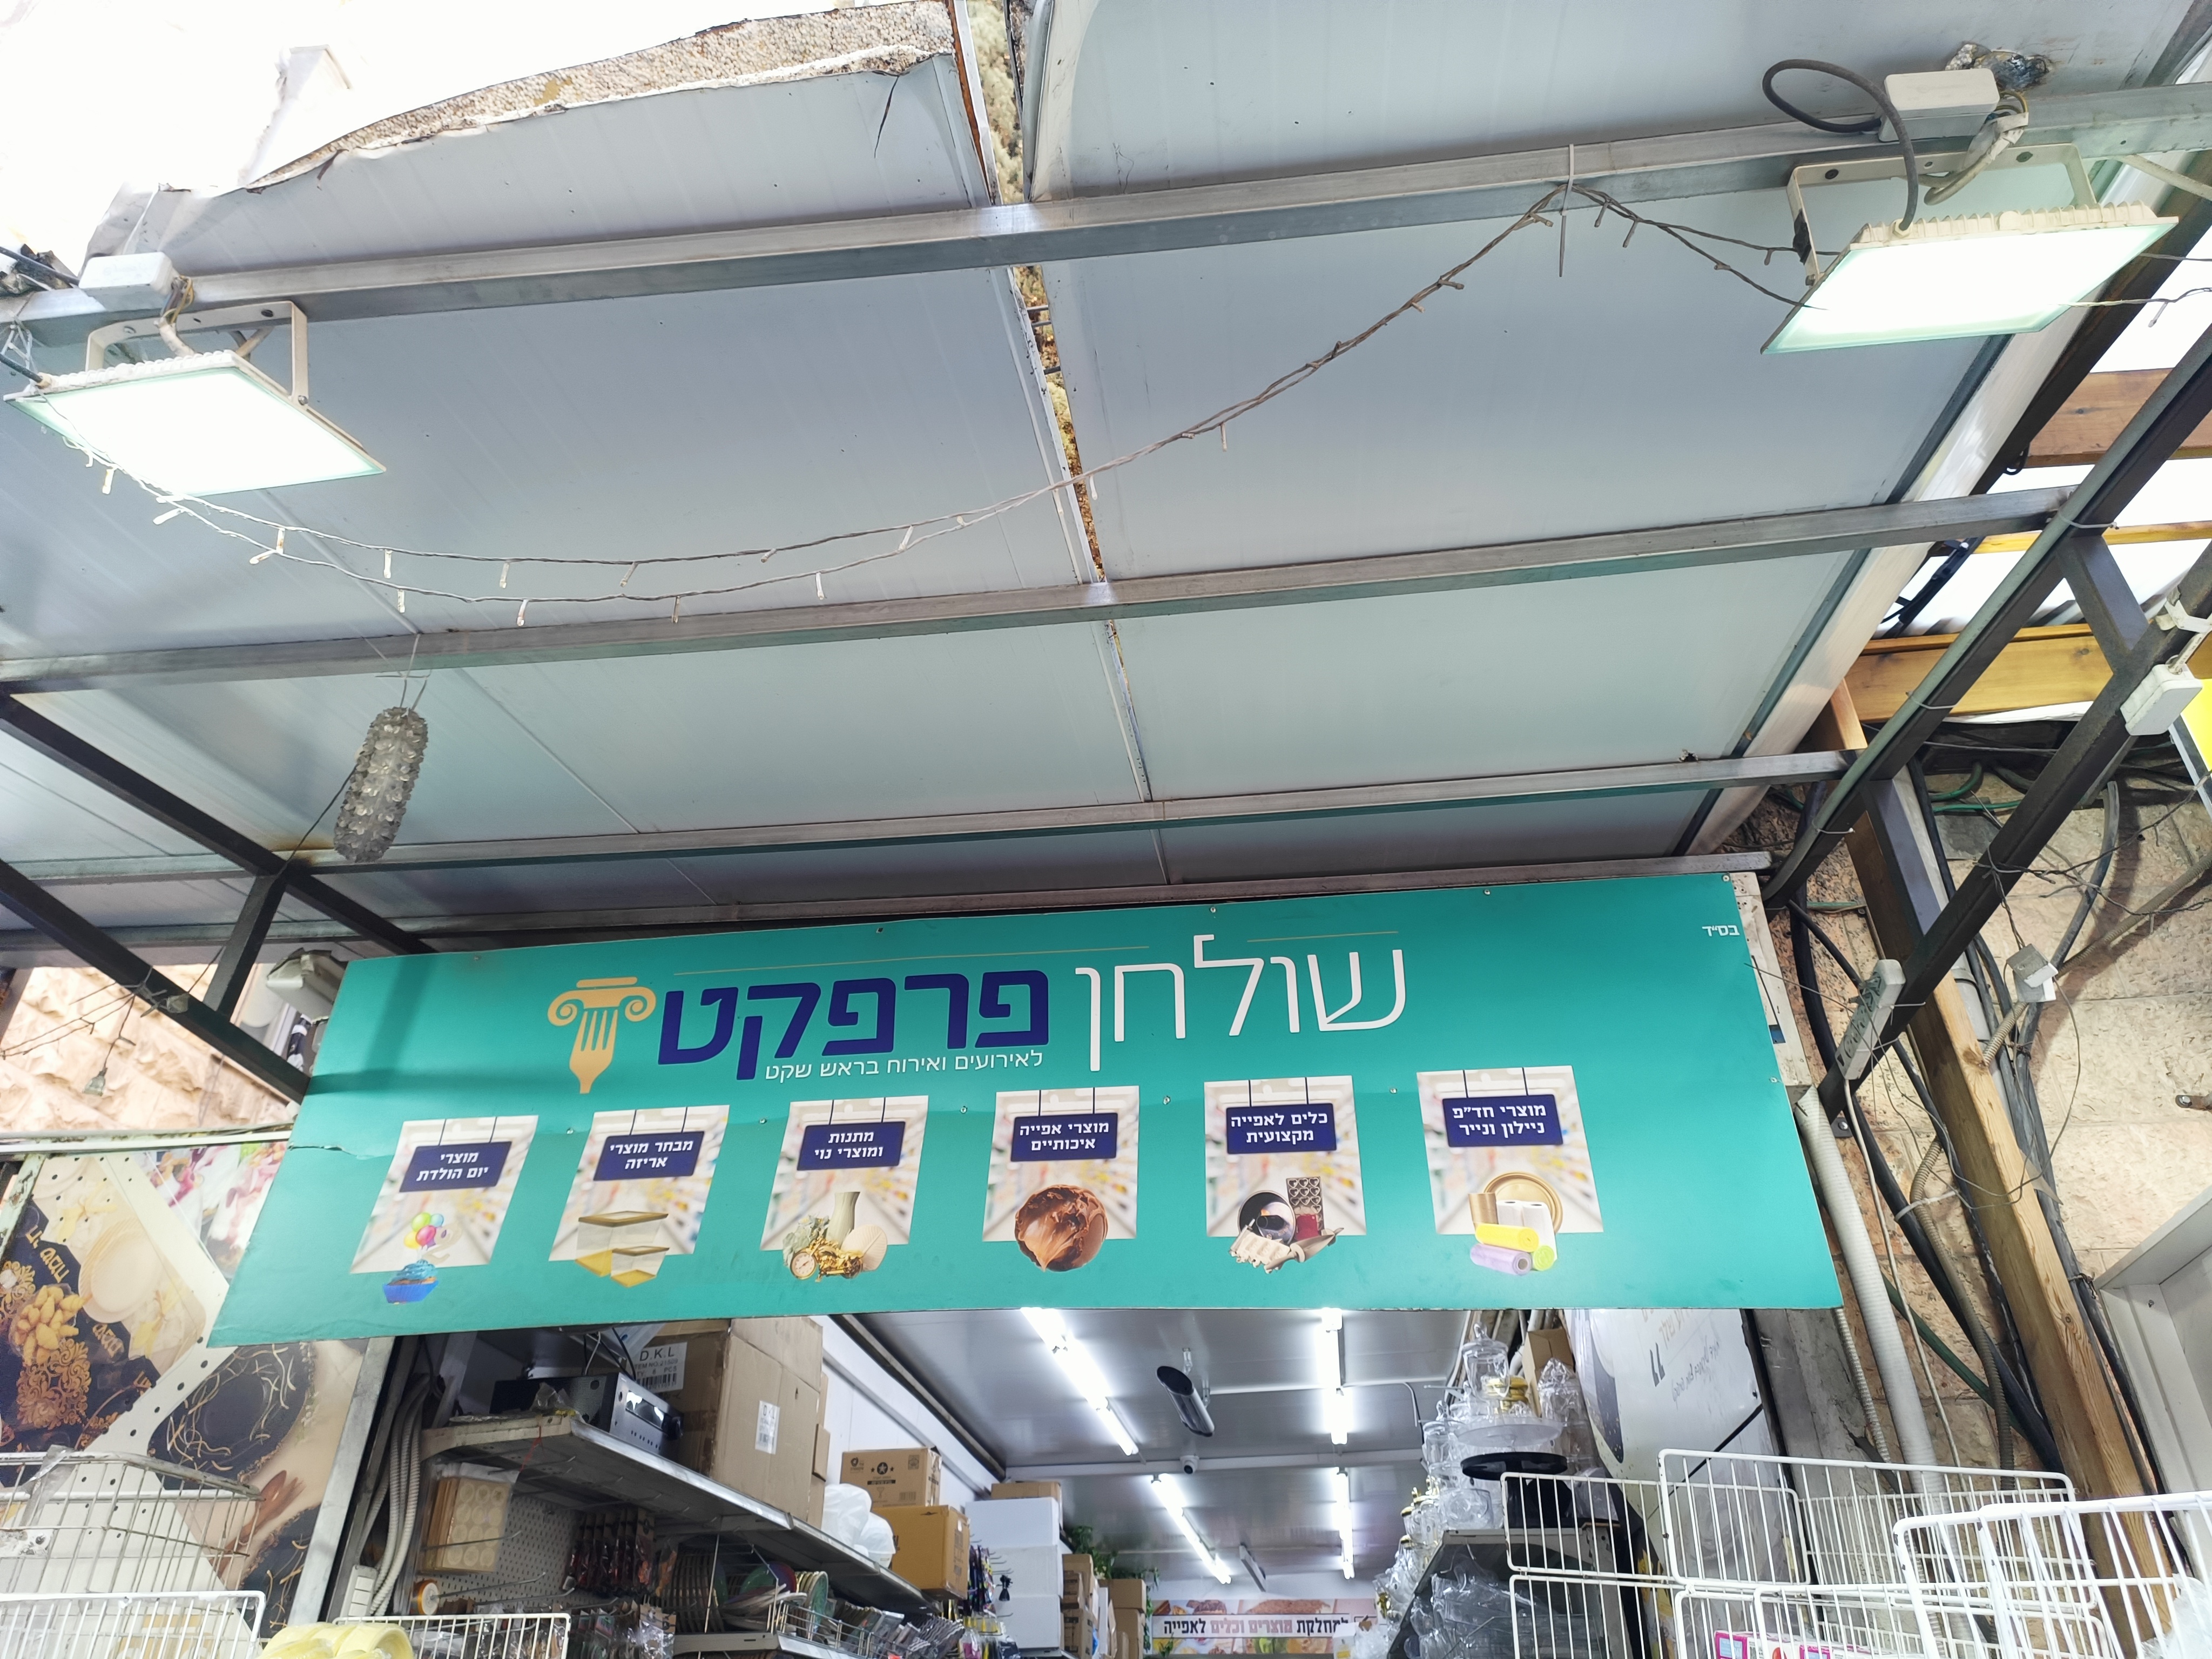 בס״ד
שולחן פרפקט
לאירועים ואירוח בראש שקט
מוצרי חד״פ
ניילון ונייר
כלים לאפייה
מקצועית
מוצרי אפייה
איכותיים
מתנות
ומוצרי נוי
מבחר מוצרי
אריזה
מוצרי
יום הולדת
D.K.L
למחלקת מוצרים וכלים לאפייה